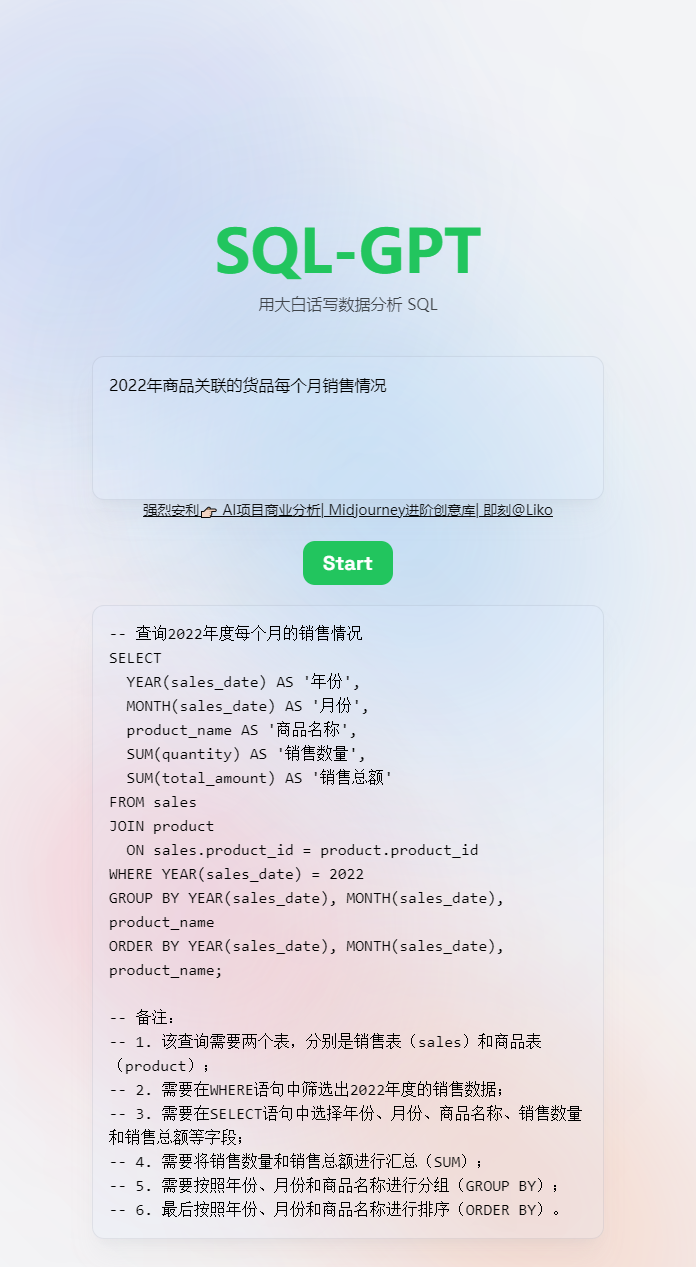 SQL-GPT
用大白话写数据分析 SQL
2022年商品关联的货品每个月销售情况
强烈安利👉🏻 AI项目商业分析| Midjourney进阶创意库| 即刻@Liko
Start
-- 查询2022年度每个月的销售情况
SELECT
  YEAR(sales_date) AS '年份',
  MONTH(sales_date) AS '月份',
  product_name AS '商品名称',
  SUM(quantity) AS '销售数量',
  SUM(total_amount) AS '销售总额'
FROM sales
JOIN product
  ON sales.product_id = product.product_id
WHERE YEAR(sales_date) = 2022
GROUP BY YEAR(sales_date), MONTH(sales_date),
product_name
ORDER BY YEAR(sales_date), MONTH(sales_date),
product_name;
-- 备注：
-- 1. 该查询需要两个表，分别是销售表（sales）和商品表
（product）；
-- 2. 需要在WHERE语句中筛选出2022年度的销售数据；
-- 3. 需要在SELECT语句中选择年份、月份、商品名称、销售数量
和销售总额等字段；
-- 4. 需要将销售数量和销售总额进行汇总（SUM）；
-- 5. 需要按照年份、月份和商品名称进行分组（GROUP BY）；
-- 6. 最后按照年份、月份和商品名称进行排序（ORDER BY）。